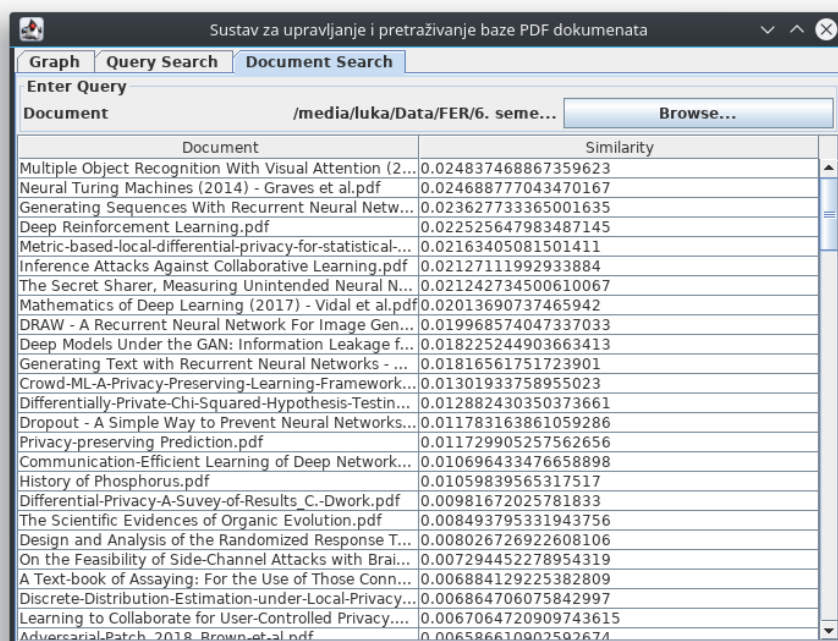 Sustav za upravljanje i pretraživanje baze PDF dokumenata
Graph Query Search Document Search
Enter Query
Document /media/luka/Data/FER/6. seme... Browse...
Document Similarity
Multiple Object Recognition With Visual Attention (2... 0.024837468867359623
Neural Turing Machines (2014) - Graves et al.pdf 0.024688777043470167
Generating Sequences With Recurrent Neural Netw... 0.023627733365001635
Deep Reinforcement Learning.pdf 0.022525647983487145
Metric-based-local-differential-privacy-for-statistical-... 0.02163405081501411
Inference Attacks Against Collaborative Learning.pdf 0.02127111992933884
The Secret Sharer, Measuring Unintended Neural N... 0.021242734500610067
Mathematics of Deep Learning (2017) - Vidal et al.pdf 0.02013690737465942
DRAW - A Recurrent Neural Network For Image Gen... 0.019968574047337033
Deep Models Under the GAN: Information Leakage f... 0.018225244903663413
Generating Text with Recurrent Neural Networks - ... 0.01816561751723901
Crowd-ML-A-Privacy-Preserving-Learning-Framework... 0.01301933758955023
Differentially-Private-Chi-Squared-Hypothesis-Testin... 0.012882430350373661
Dropout - A Simple Way to Prevent Neural Networks... 0.011783163861059286
Privacy-preserving Prediction.pdf 0.011729905257562656
Communication-Efficient Learning of Deep Network... 0.010696433476658898
History of Phosphorus.pdf 0.01059839565317517
Differential-Privacy-A-Suvey-of-Results_C.-Dwork.pdf 0.00981672025781833
The Scientific Evidences of Organic Evolution.pdf 0.008493795331943756
Design and Analysis of the Randomized Response T... 0.008026726922608106
On the Feasibility of Side-Channel Attacks with Brai... 0.007294452278954319
A Text-book of Assaying: For the Use of Those Conn... 0.006884129225382809
Discrete-Distribution-Estimation-under-Local-Privacy... 0.006864706075842997
Learning to Collaborate for User-Controlled Privacy.... 0.0067064720909743615
Adversarial-Patch_2018_Brown-et-al.pdf 0.006586610902592674